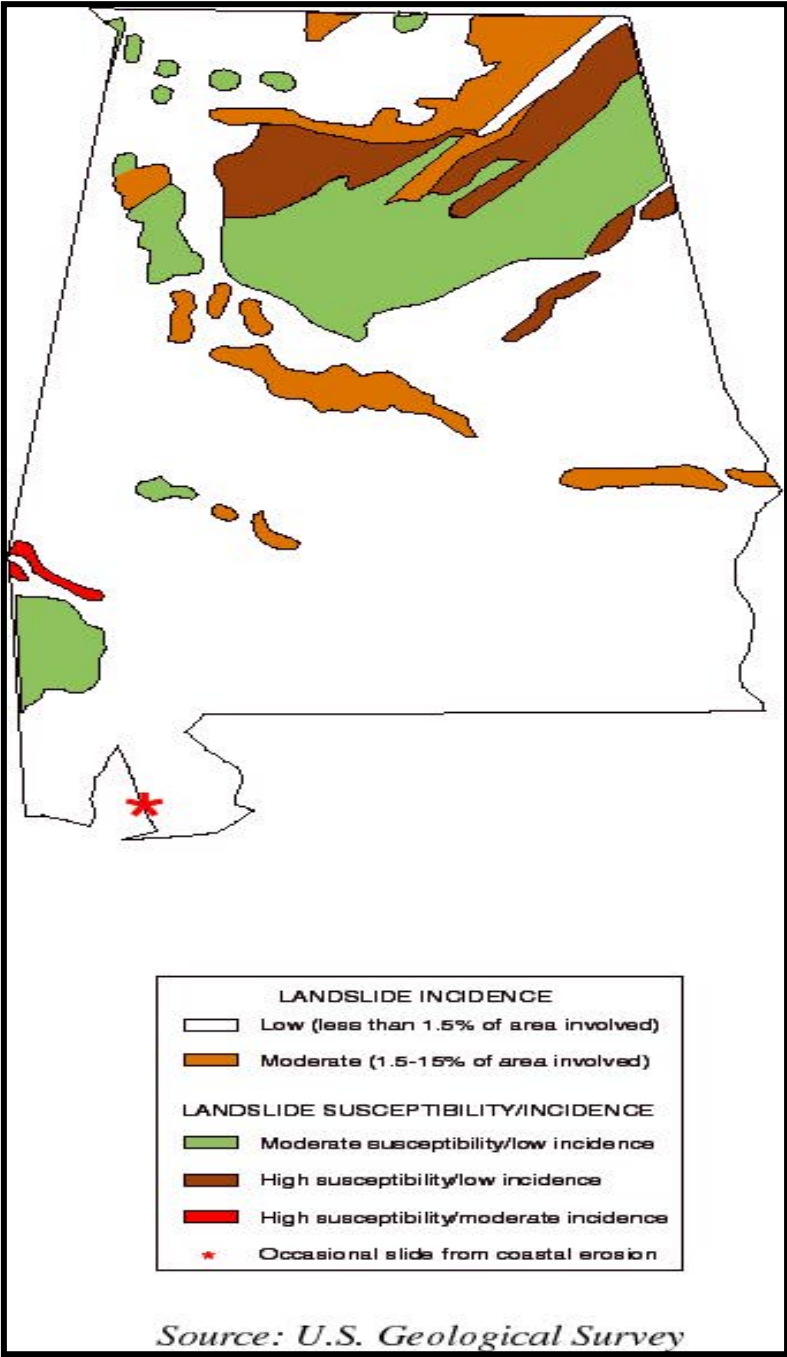 LANDSLIDE INCIDENCE
Low (less than 1.5% of area involved)
Moderate (1.5-15% of area involved)
LANDSLIDE SUSCEPTIBILITY/INCIDENCE
Moderate susceptibility/low incidence
High susceptibility/low incidence
High susceptibility/moderate incidence
* Occasional slide from coastal erosion
Source: U.S. Geological Survey